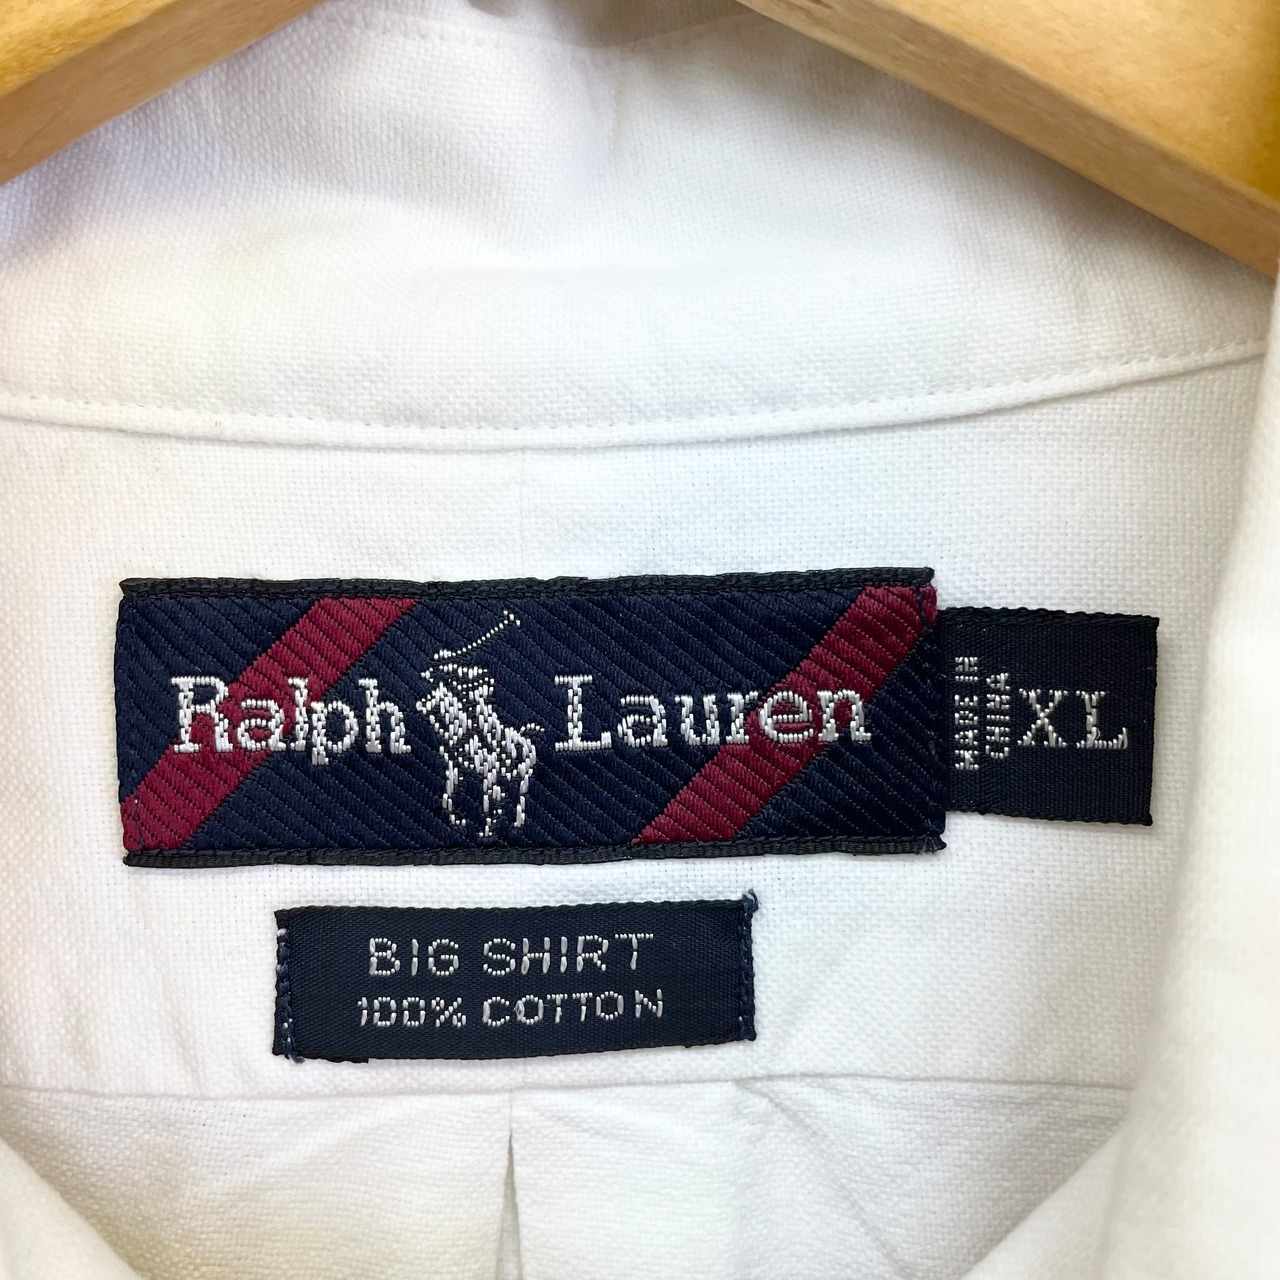 Ralph Lauren
MADE IN
CHINA
XL
BIG SHIRT
100% COTTON